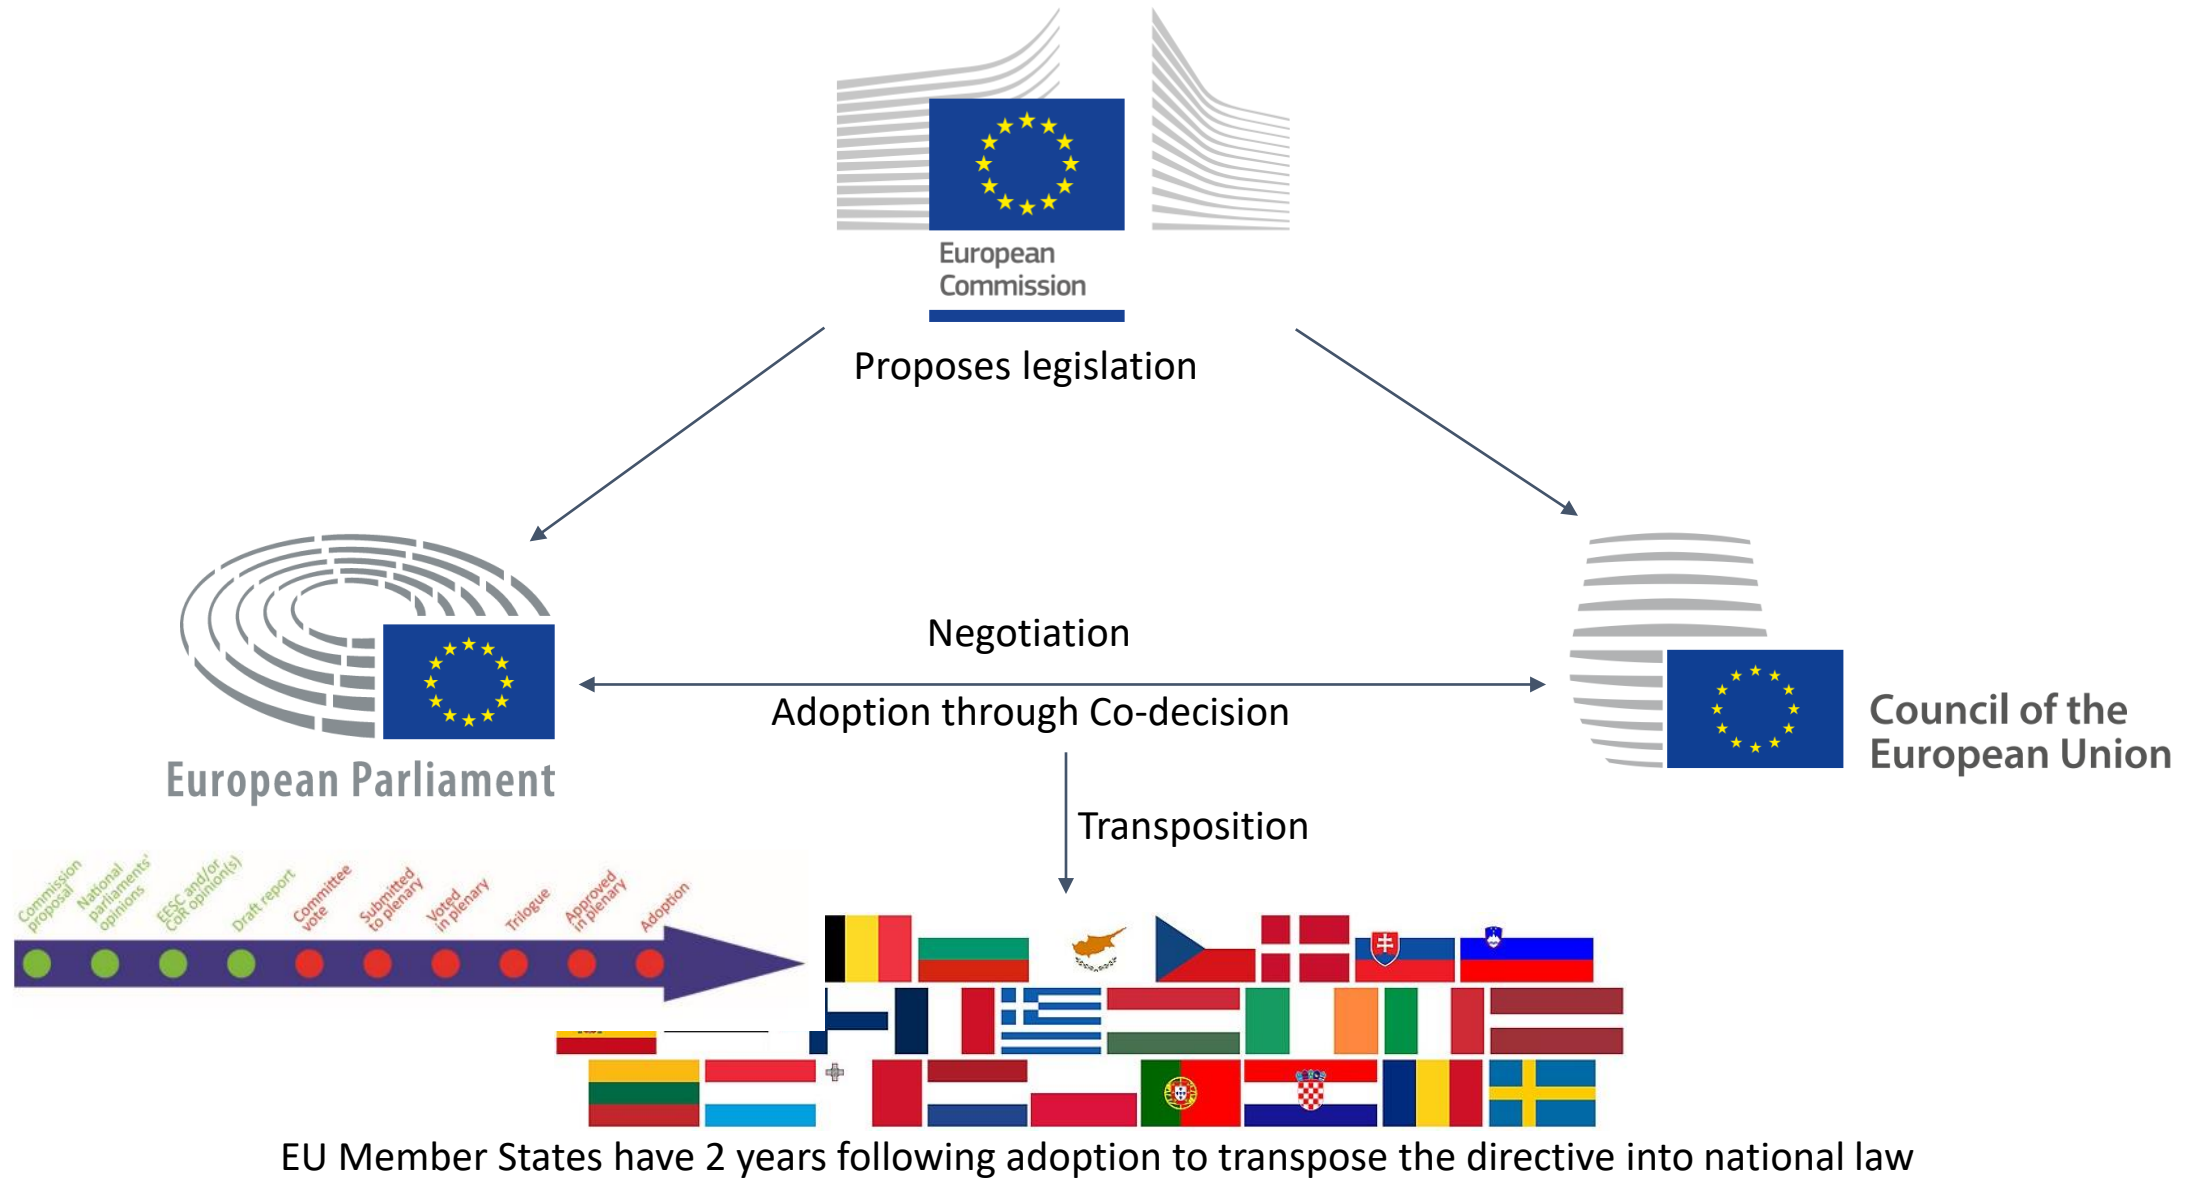 European
Commission
Proposes legislation
Negotiation
Adoption through Co-decision
European Parliament
Council of the
European Union
Transposition
Commission
proposal
National
parliaments'
opinions
EESC and/or
CoR opinion(s)
Draft report
Committee
vote
Submitted
to plenary
Voted
in plenary
Trilogue
Approved
in plenary
Adoption
EU Member States have 2 years following adoption to transpose the directive into national law